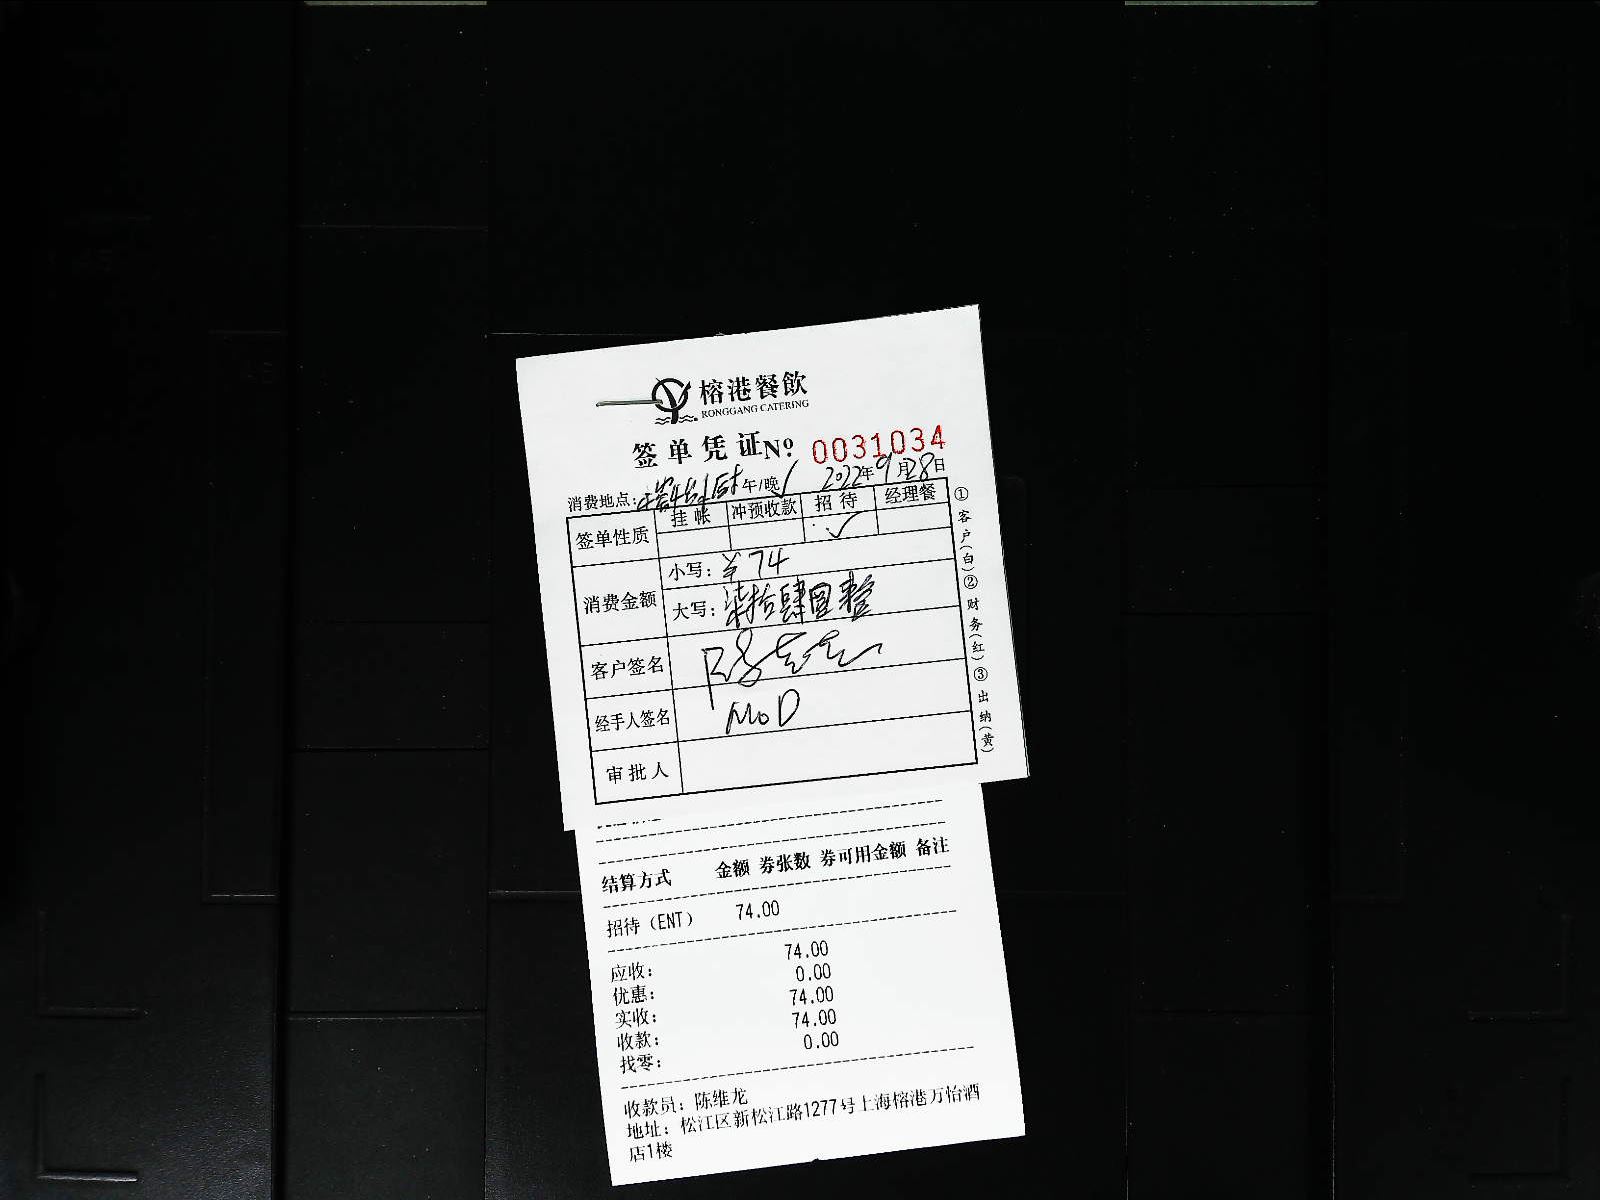 榕港餐飲
RONGGANG CATERING
签单凭证№ 0031034
消费地点: 午/晚 2022年9月28日
签单性质 挂帐 冲预收款 招待 经理餐
✓
消费金额 小写: ¥74
大写: 柒拾肆圆整
客户签名
经手人签名 MOD
审批人
①客户(白)②财务(红)③出纳(黄)
结算方式 金额 券张数 券可用金额 备注
招待(ENT) 74.00
应收: 74.00
优惠: 0.00
实收: 74.00
收款: 74.00
找零: 0.00
收款员: 陈维龙
地址: 松江区新松江路1277号上海榕港万怡酒
店1楼